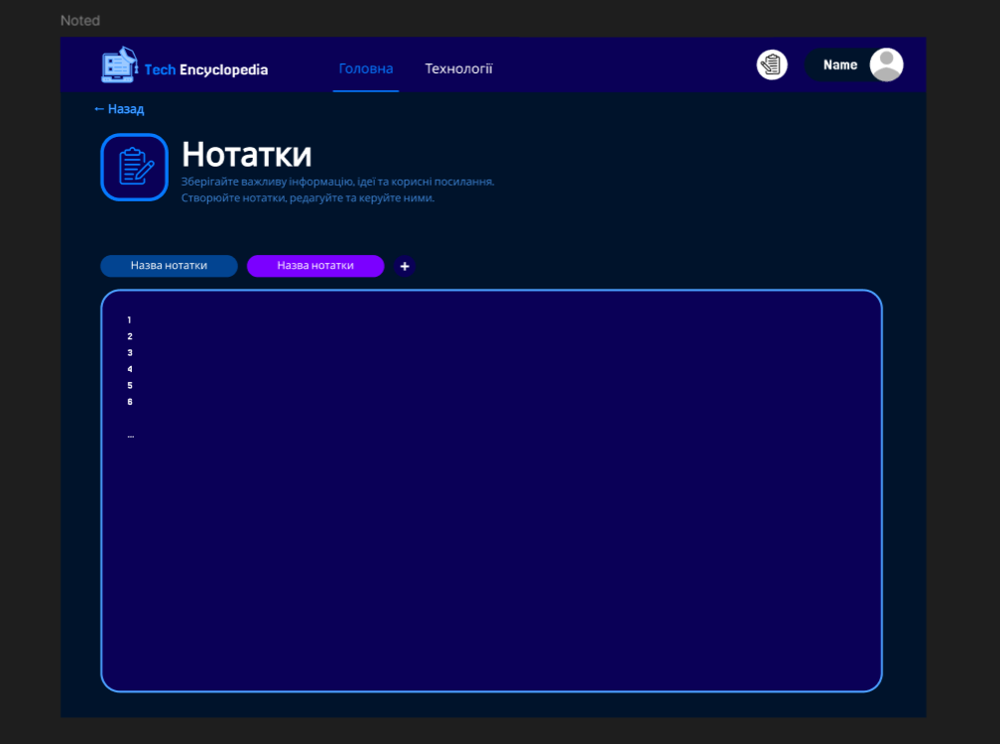 Noted
Tech Encyclopedia
Головна
Технології
Name
← Назад
Нотатки
Зберігайте важливу інформацію, ідеї та корисні посилання.
Створюйте нотатки, редагуйте та керуйте ними.
Назва нотатки
Назва нотатки
+
1
2
3
4
5
6
...